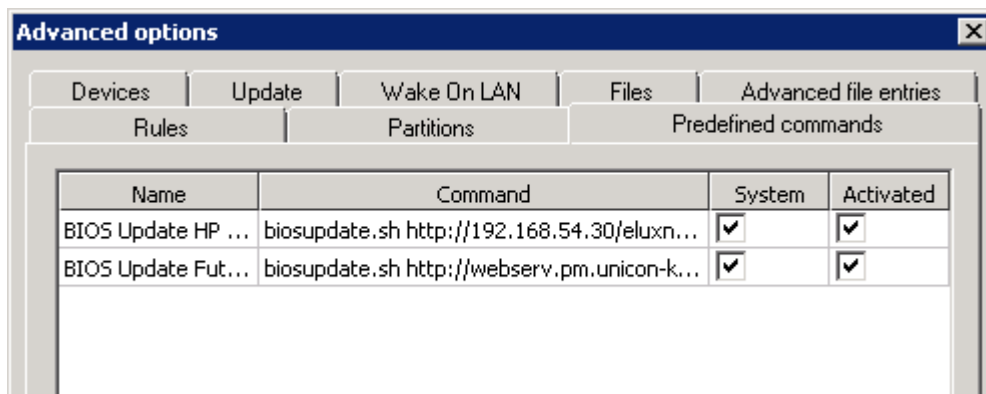 Advanced options
Devices Update Wake On LAN Files Advanced file entries
Rules Partitions Predefined commands
Name Command System Activated
BIOS Update HP ... biosupdate.sh http://192.168.54.30/eluxn...
BIOS Update Fut... biosupdate.sh http://webserv.pm.unicon-k...